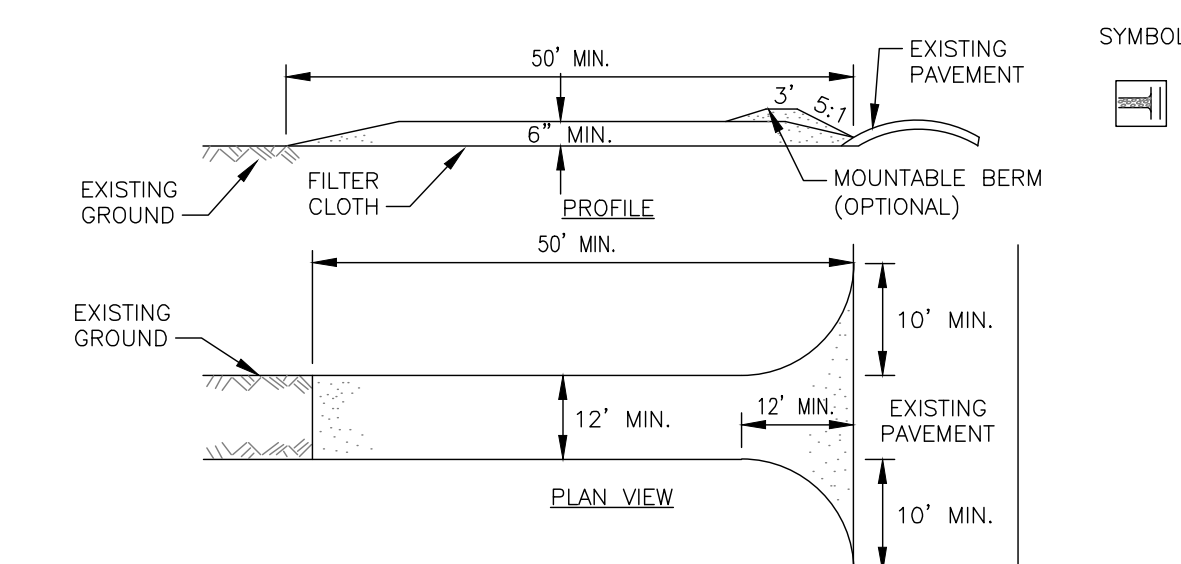 SYMBOL
50' MIN.
EXISTING
PAVEMENT
3'
5:1
6" MIN.
EXISTING
GROUND
FILTER
CLOTH
MOUNTABLE BERM
(OPTIONAL)
PROFILE
50' MIN.
EXISTING
GROUND
10' MIN.
12' MIN.
12' MIN.
EXISTING
PAVEMENT
PLAN VIEW
10' MIN.